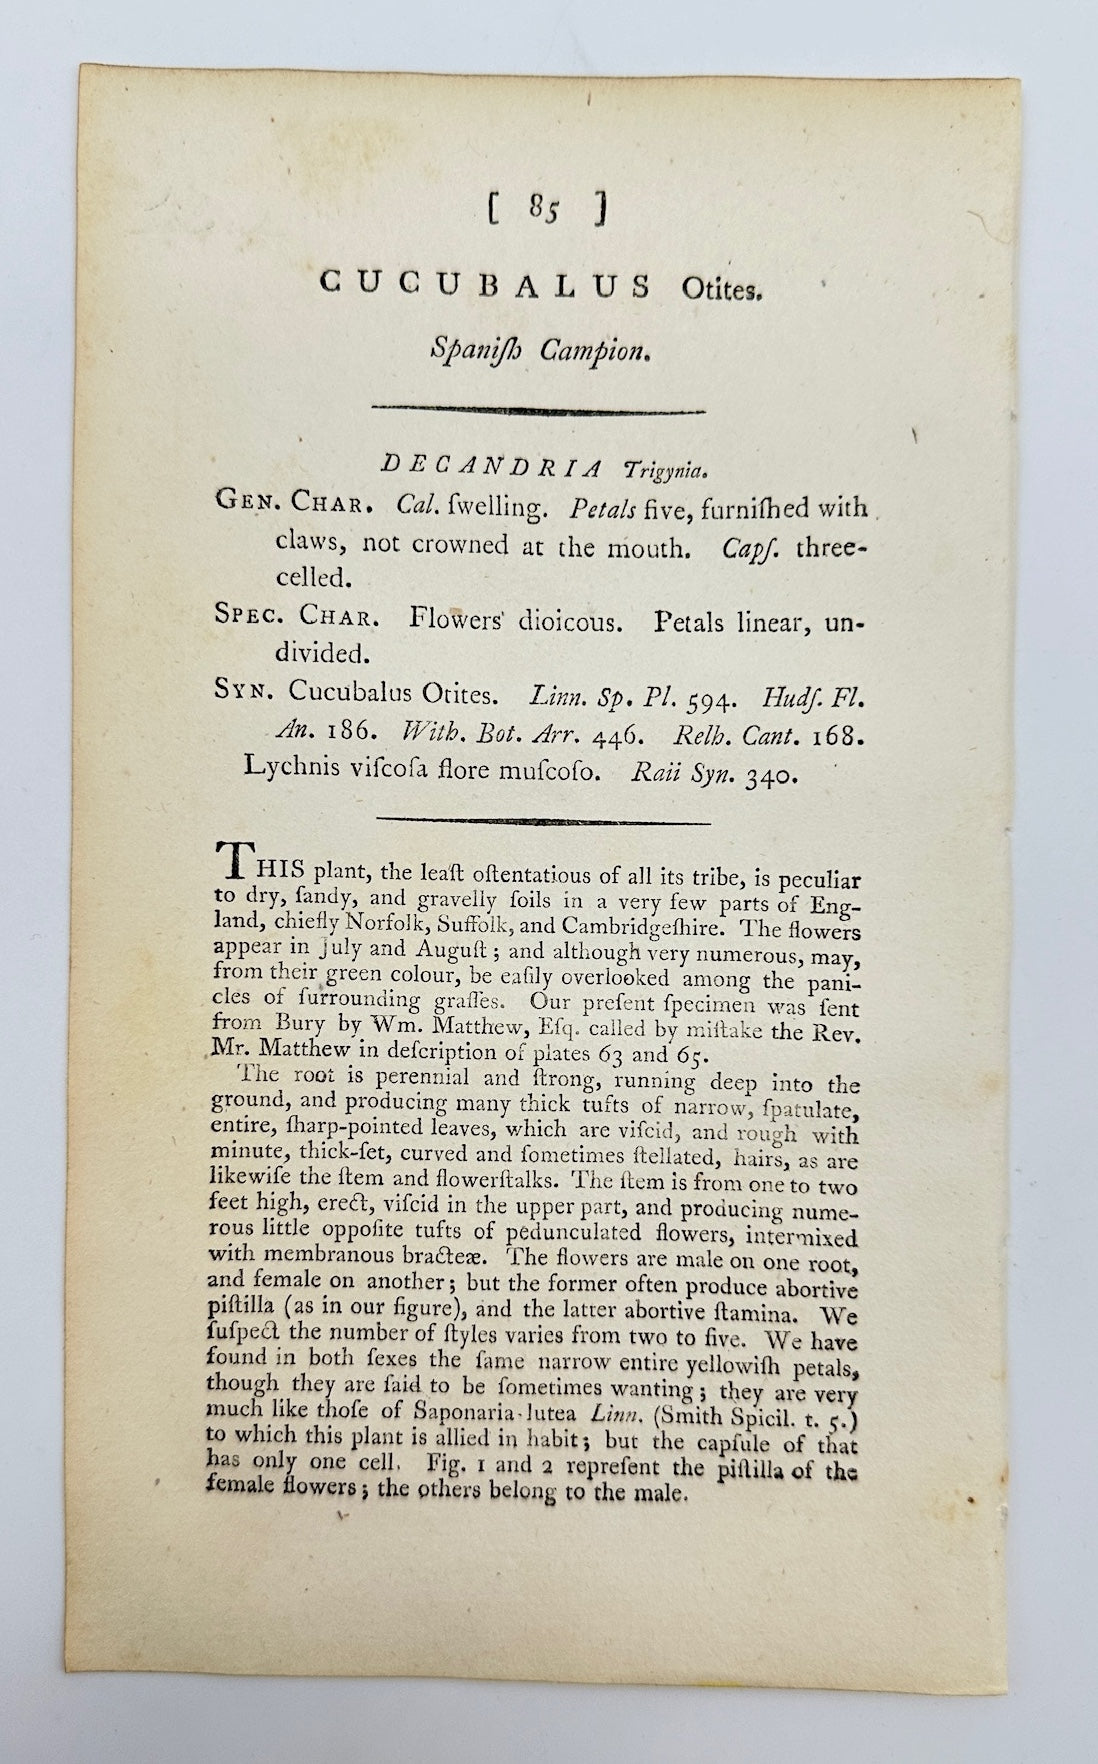 [ 85 ]
CUCUBALUS Otites.
Spaniſh Campion.
DECANDRIA Trigynia.
GEN. CHAR. Cal. ſwelling. Petals five, furniſhed with
claws, not crowned at the mouth. Capſ. three-
celled.
SPEC. CHAR. Flowers dioicous. Petals linear, un-
divided.
SYN. Cucubalus Otites. Linn. Sp. Pl. 594. Hudſ. Fl.
An. 186. With. Bot. Arr. 446. Relh. Cant. 168.
Lychnis viſcoſa flore muſcoſo. Raii Syn. 340.
THIS plant, the leaſt oſtentatious of all its tribe, is peculiar
to dry, ſandy, and gravelly ſoils in a very few parts of Eng-
land, chiefly Norfolk, Suffolk, and Cambridgeſhire. The flowers
appear in July and Auguſt; and although very numerous, may,
from their green colour, be eaſily overlooked among the pani-
cles of ſurrounding graſſes. Our preſent ſpecimen was ſent
from Bury by Wm. Matthew, Eſq. called by miſtake the Rev.
Mr. Matthew in deſcription of plates 63 and 65.
The root is perennial and ſtrong, running deep into the
ground, and producing many thick tufts of narrow, ſpatulate,
entire, ſharp-pointed leaves, which are viſcid, and rough with
minute, thick-ſet, curved and ſometimes ſtellated, hairs, as are
likewiſe the ſtem and flowerſtalks. The ſtem is from one to two
feet high, erect, viſcid in the upper part, and producing nume-
rous little oppoſite tufts of pedunculated flowers, intermixed
with membranous bracteæ. The flowers are male on one root,
and female on another; but the former often produce abortive
piſtilla (as in our figure), and the latter abortive ſtamina. We
ſuſpect the number of ſtyles varies from two to five. We have
found in both ſexes the ſame narrow entire yellowiſh petals,
though they are ſaid to be ſometimes wanting; they are very
much like thoſe of Saponaria lutea Linn. (Smith Spicil. t. 5.)
to which this plant is allied in habit; but the capſule of that
has only one cell. Fig. 1 and 2 repreſent the piſtilla of the
female flowers; the others belong to the male.